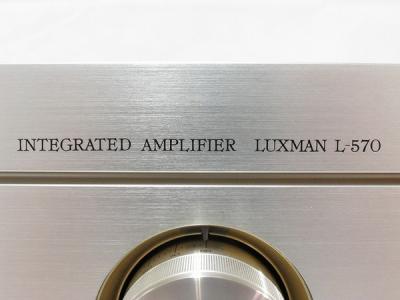 INTEGRATED AMPLIFIER LUXMAN L-570